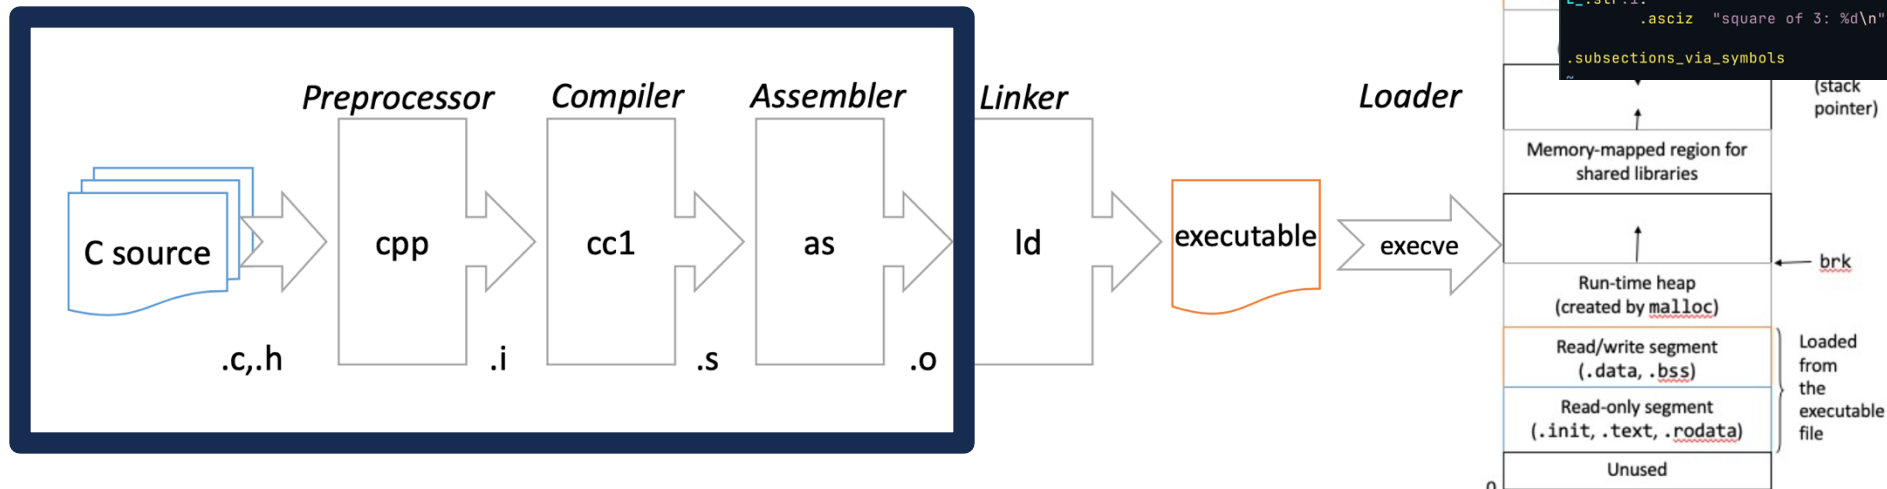 .asciz "square of 3: %d\n"
.subsections_via_symbols
~
Preprocessor
Compiler
Assembler
Linker
Loader
C source
cpp
cc1
as
ld
executable
execve
.c,.h
.i
.s
.o
(stack
pointer)
Memory-mapped region for
shared libraries
brk
Run-time heap
(created by malloc)
Read/write segment
(.data, .bss)
Read-only segment
(.init, .text, .rodata)
Loaded
from
the
executable
file
Unused
0